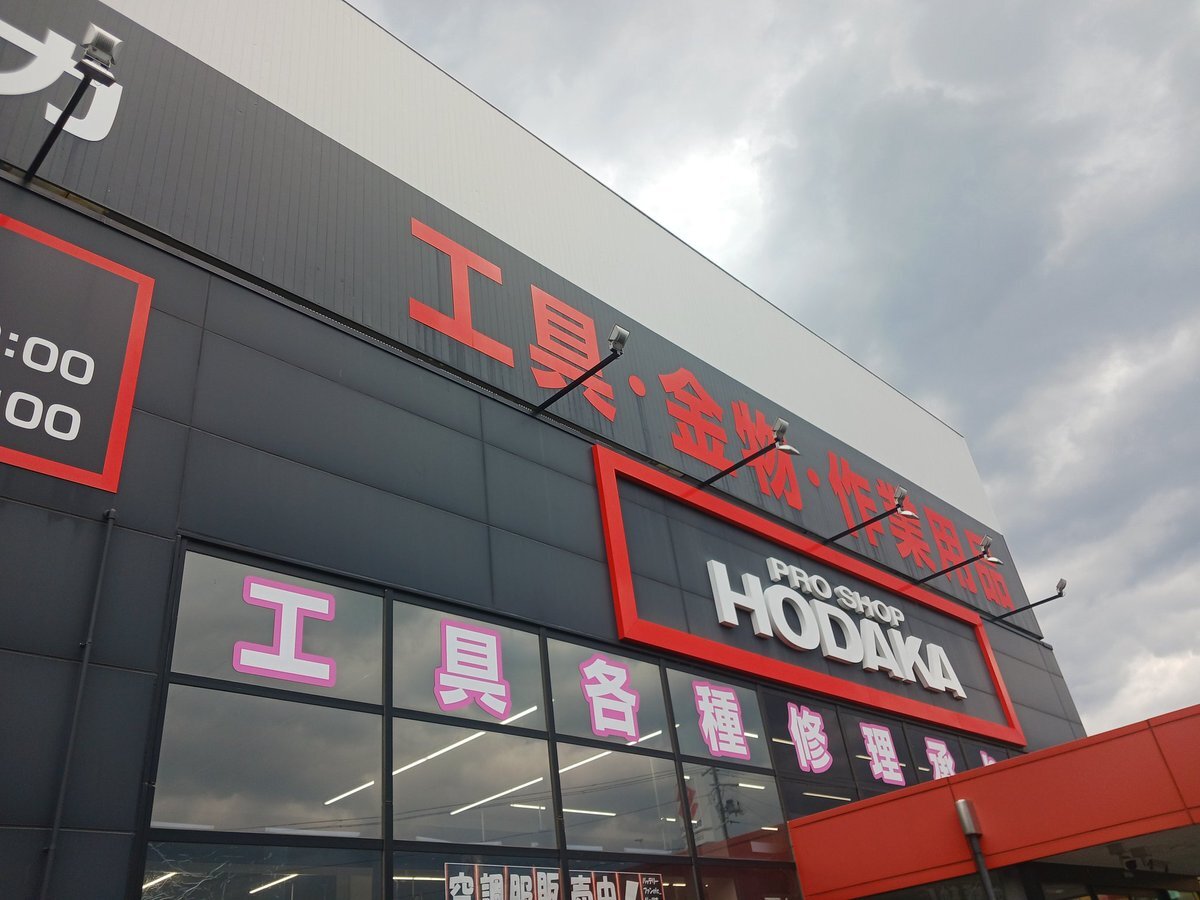 カ
工具・金物・作業用品
:00
:00
PRO SHOP
HODAKA
工具各種修理承
空調服販売中!